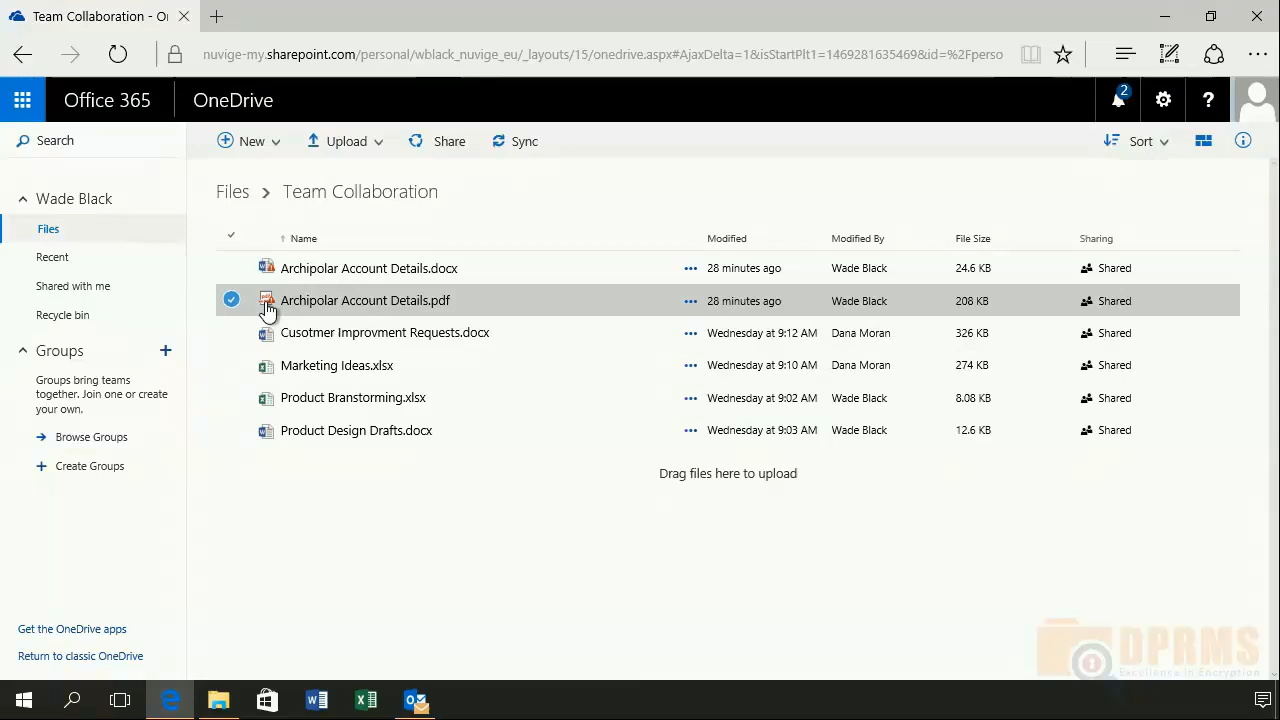 Team Collaboration - O
nuvige-my.sharepoint.com/personal/wblack_nuvige_eu/_layouts/15/onedrive.aspx#AjaxDelta=1&isStartPlt1=1469281635469&id=%2Fperso
Office 365
OneDrive
2
?
Search
New
Upload
Share
Sync
Sort
Wade Black
Files
Recent
Shared with me
Recycle bin
Groups
Groups bring teams
together. Join one or create
your own.
Browse Groups
Create Groups
Get the OneDrive apps
Return to classic OneDrive
Files > Team Collaboration
Name Modified Modified By File Size Sharing
Archipolar Account Details.docx 28 minutes ago Wade Black 24.6 KB Shared
Archipolar Account Details.pdf 28 minutes ago Wade Black 208 KB Shared
Cusotmer Improvment Requests.docx Wednesday at 9:12 AM Dana Moran 326 KB Shared
Marketing Ideas.xlsx Wednesday at 9:10 AM Dana Moran 274 KB Shared
Product Branstorming.xlsx Wednesday at 9:02 AM Wade Black 8.08 KB Shared
Product Design Drafts.docx Wednesday at 9:03 AM Wade Black 12.6 KB Shared
Drag files here to upload
DPRMS
Excellence in Encryption